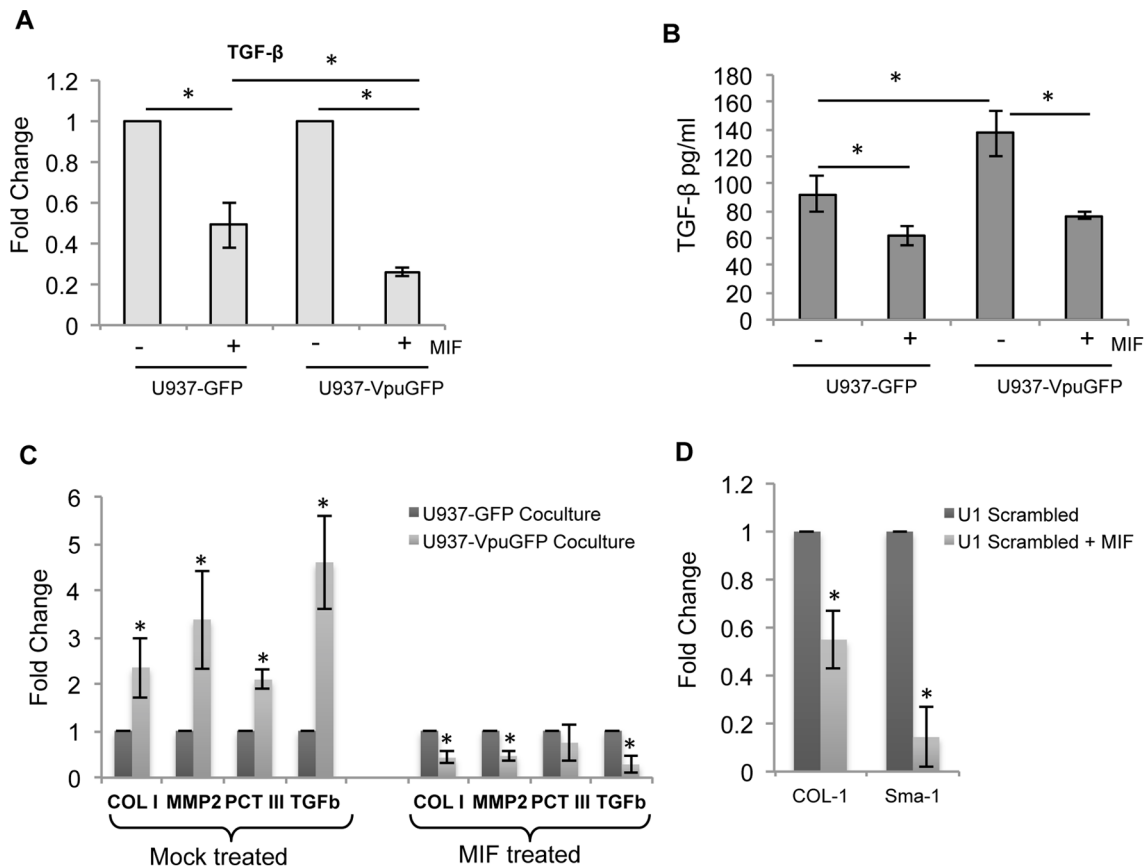 A
TGF-β
*
*
*
1.2
1
0.8
0.6
0.4
0.2
0
Fold Change
- + - + MIF
U937-GFP U937-VpuGFP
B
*
*
*
180
160
140
120
100
80
60
40
20
0
TGF-β pg/ml
- + - + MIF
U937-GFP U937-VpuGFP
C
6
5
4
3
2
1
0
Fold Change
U937-GFP Coculture
U937-VpuGFP Coculture
* * * *
* * *
COL I MMP2 PCT III TGFb COL I MMP2 PCT III TGFb
Mock treated MIF treated
D
1.2
1
0.8
0.6
0.4
0.2
0
Fold Change
U1 Scrambled
U1 Scrambled + MIF
*
*
COL-1 Sma-1